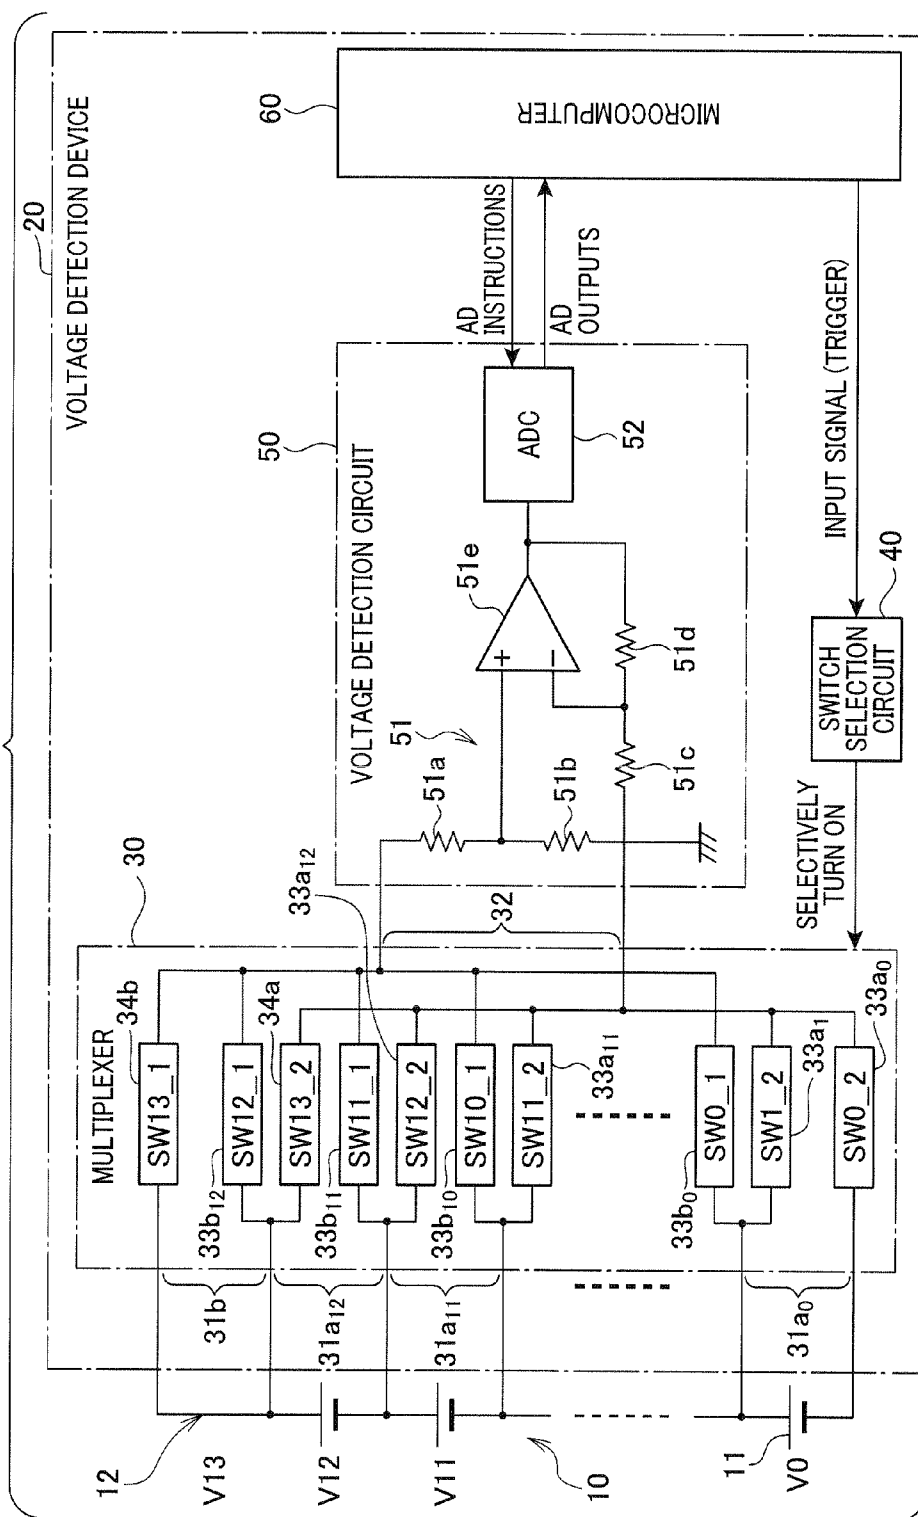 20
VOLTAGE DETECTION DEVICE
60
MICROCOMPUTER
AD
INSTRUCTIONS
AD
OUTPUTS
INPUT SIGNAL (TRIGGER)
50
VOLTAGE DETECTION CIRCUIT
ADC
52
51e
+
−
51d
51
51a
51b
51c
40
SWITCH
SELECTION
CIRCUIT
SELECTIVELY
TURN ON
30
MULTIPLEXER
32
33a12
34b
34a
33a11
33a1
33a0
SW13_1
SW12_1
SW13_2
SW11_1
SW12_2
SW10_1
SW11_2
SW0_1
SW1_2
SW0_2
33b12
33b11
33b10
33b0
31b
31a12
31a11
31a0
12
10
11
V13
V12
V11
V0